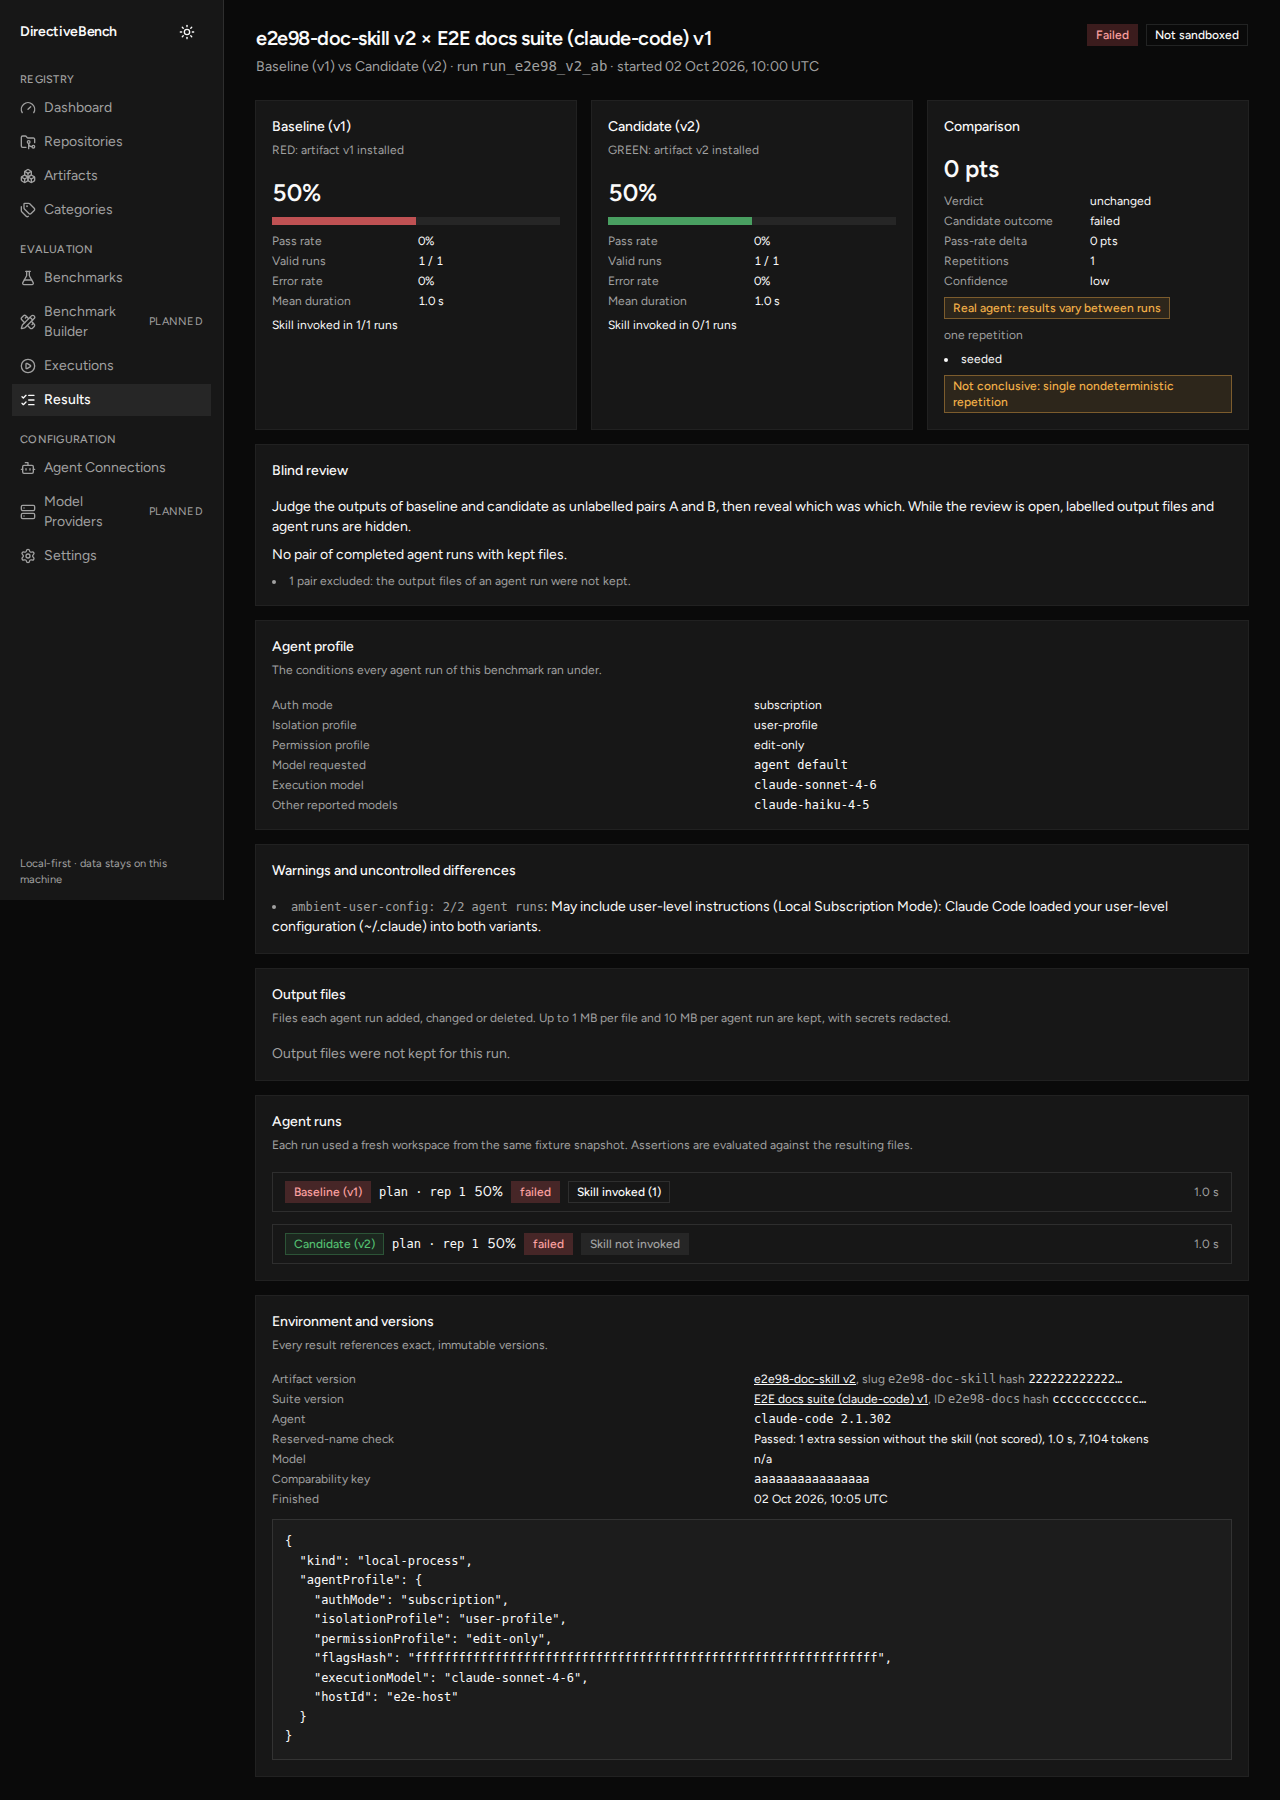 DirectiveBench
REGISTRY
Dashboard
Repositories
Artifacts
Categories
EVALUATION
Benchmarks
Benchmark
Builder
PLANNED
Executions
Results
CONFIGURATION
Agent Connections
Model
Providers
PLANNED
Settings
Local-first · data stays on this
machine
e2e98-doc-skill v2 × E2E docs suite (claude-code) v1
Failed
Not sandboxed
Baseline (v1) vs Candidate (v2) · run run_e2e98_v2_ab · started 02 Oct 2026, 10:00 UTC
Baseline (v1)
RED: artifact v1 installed
50%
Pass rate 0%
Valid runs 1 / 1
Error rate 0%
Mean duration 1.0 s
Skill invoked in 1/1 runs
Candidate (v2)
GREEN: artifact v2 installed
50%
Pass rate 0%
Valid runs 1 / 1
Error rate 0%
Mean duration 1.0 s
Skill invoked in 0/1 runs
Comparison
0 pts
Verdict unchanged
Candidate outcome failed
Pass-rate delta 0 pts
Repetitions 1
Confidence low
Real agent: results vary between runs
one repetition
• seeded
Not conclusive: single nondeterministic
repetition
Blind review
Judge the outputs of baseline and candidate as unlabelled pairs A and B, then reveal which was which. While the review is open, labelled output files and
agent runs are hidden.
No pair of completed agent runs with kept files.
• 1 pair excluded: the output files of an agent run were not kept.
Agent profile
The conditions every agent run of this benchmark ran under.
Auth mode subscription
Isolation profile user-profile
Permission profile edit-only
Model requested agent default
Execution model claude-sonnet-4-6
Other reported models claude-haiku-4-5
Warnings and uncontrolled differences
• ambient-user-config: 2/2 agent runs: May include user-level instructions (Local Subscription Mode): Claude Code loaded your user-level
configuration (~/.claude) into both variants.
Output files
Files each agent run added, changed or deleted. Up to 1 MB per file and 10 MB per agent run are kept, with secrets redacted.
Output files were not kept for this run.
Agent runs
Each run used a fresh workspace from the same fixture snapshot. Assertions are evaluated against the resulting files.
Baseline (v1) plan · rep 1 50% failed Skill invoked (1) 1.0 s
Candidate (v2) plan · rep 1 50% failed Skill not invoked 1.0 s
Environment and versions
Every result references exact, immutable versions.
Artifact version e2e98-doc-skill v2, slug e2e98-doc-skill hash 222222222222…
Suite version E2E docs suite (claude-code) v1, ID e2e98-docs hash cccccccccccc…
Agent claude-code 2.1.302
Reserved-name check Passed: 1 extra session without the skill (not scored), 1.0 s, 7,104 tokens
Model n/a
Comparability key aaaaaaaaaaaaaaaa
Finished 02 Oct 2026, 10:05 UTC
{
"kind": "local-process",
"agentProfile": {
"authMode": "subscription",
"isolationProfile": "user-profile",
"permissionProfile": "edit-only",
"flagsHash": "ffffffffffffffffffffffffffffffffffffffffffffffffffffffffffffffff",
"executionModel": "claude-sonnet-4-6",
"hostId": "e2e-host"
}
}